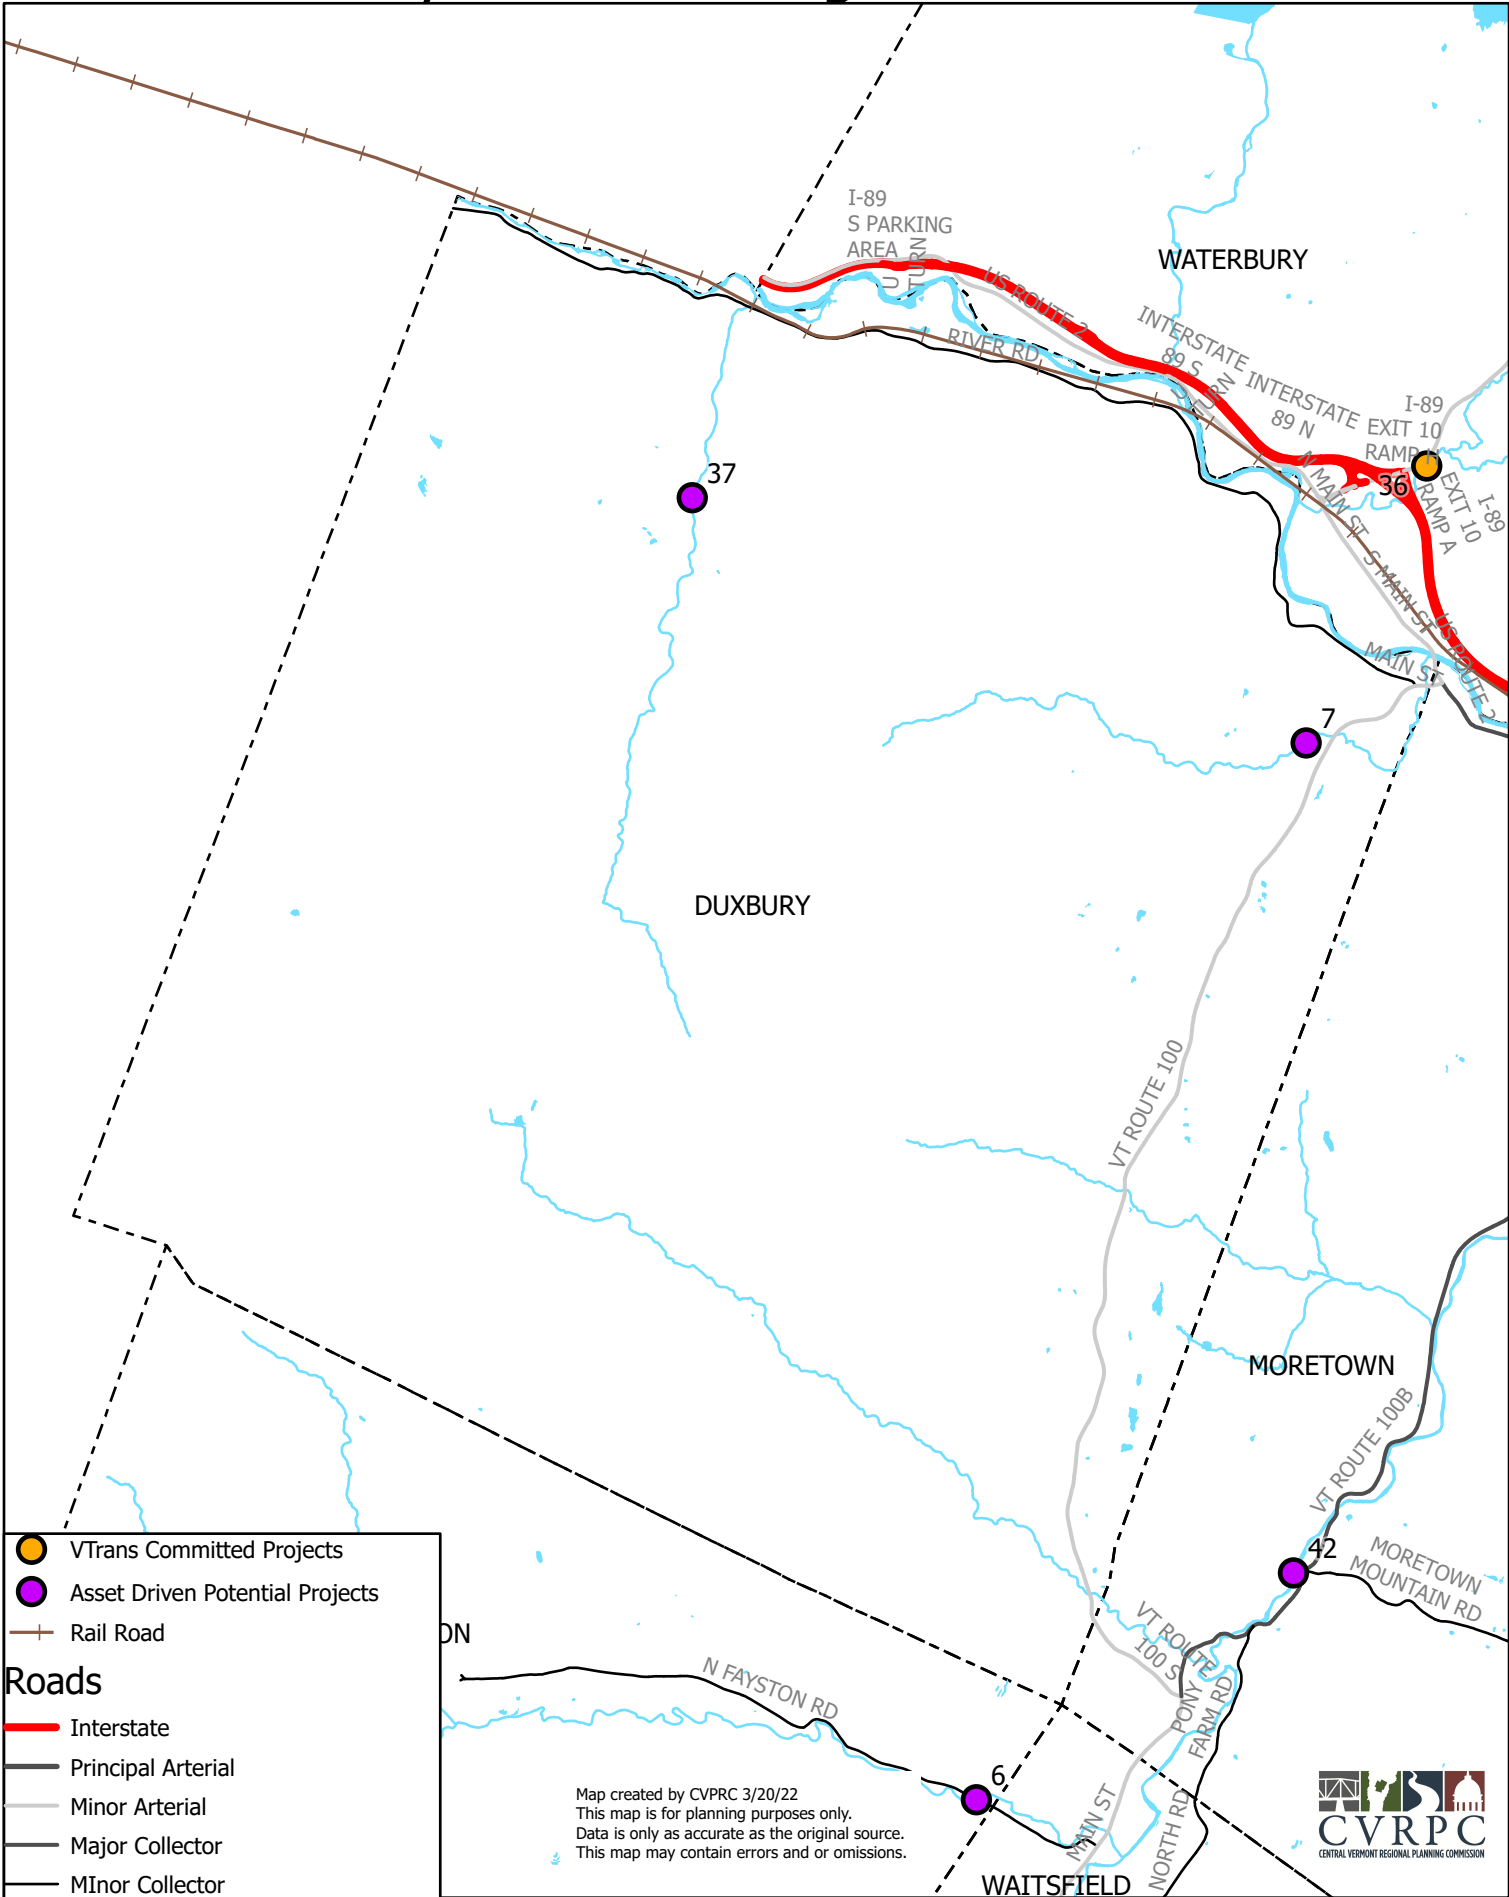 I-89
S PARKING
AREA
U
TURN
WATERBURY
US ROUTE 2
RIVER RD
INTERSTATE
89 S
U TURN
INTERSTATE
89 N
I-89
EXIT 10
RAMP H
36
I-89
EXIT 10
RAMP A
N MAIN ST
S MAIN ST
US ROUTE 2
MAIN ST
37
7
DUXBURY
VT ROUTE 100
MORETOWN
VT ROUTE 100B
42
MORETOWN
MOUNTAIN RD
VT ROUTE
100 S
PONY
FARM RD
N FAYSTON RD
6
MAIN ST
NORTH RD
WAITSFIELD
ON
VTrans Committed Projects
Asset Driven Potential Projects
Rail Road
Roads
Interstate
Principal Arterial
Minor Arterial
Major Collector
MInor Collector
Map created by CVPRC 3/20/22
This map is for planning purposes only.
Data is only as accurate as the original source.
This map may contain errors and or omissions.
CVRPC
CENTRAL VERMONT REGIONAL PLANNING COMMISSION